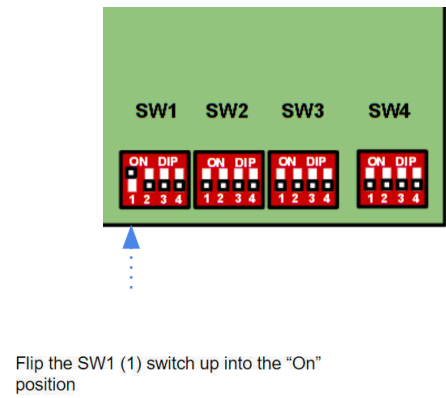 SW1 SW2 SW3 SW4
ON DIP ON DIP ON DIP ON DIP
1 2 3 4 1 2 3 4 1 2 3 4 1 2 3 4
Flip the SW1 (1) switch up into the “On”
position